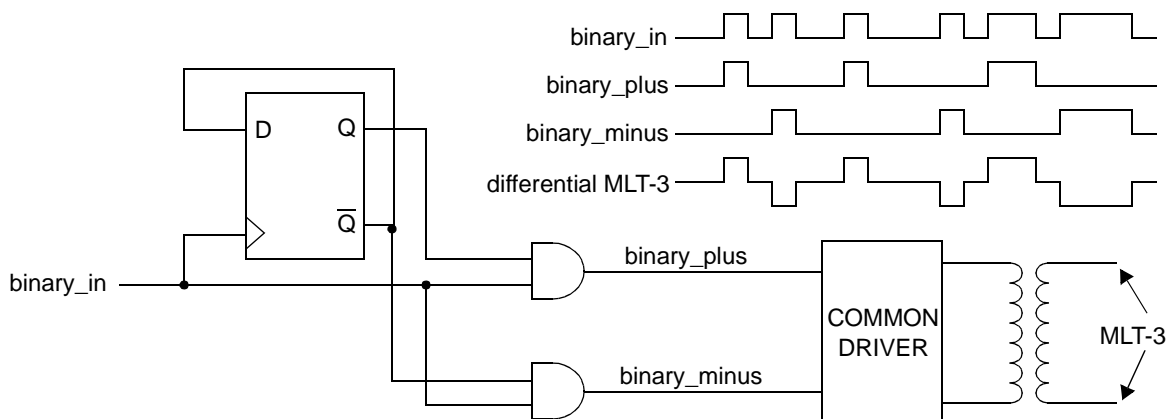 binary_in
binary_plus
binary_minus
differential MLT-3
D
Q
Q̅
binary_in
binary_plus
binary_minus
COMMON
DRIVER
MLT-3